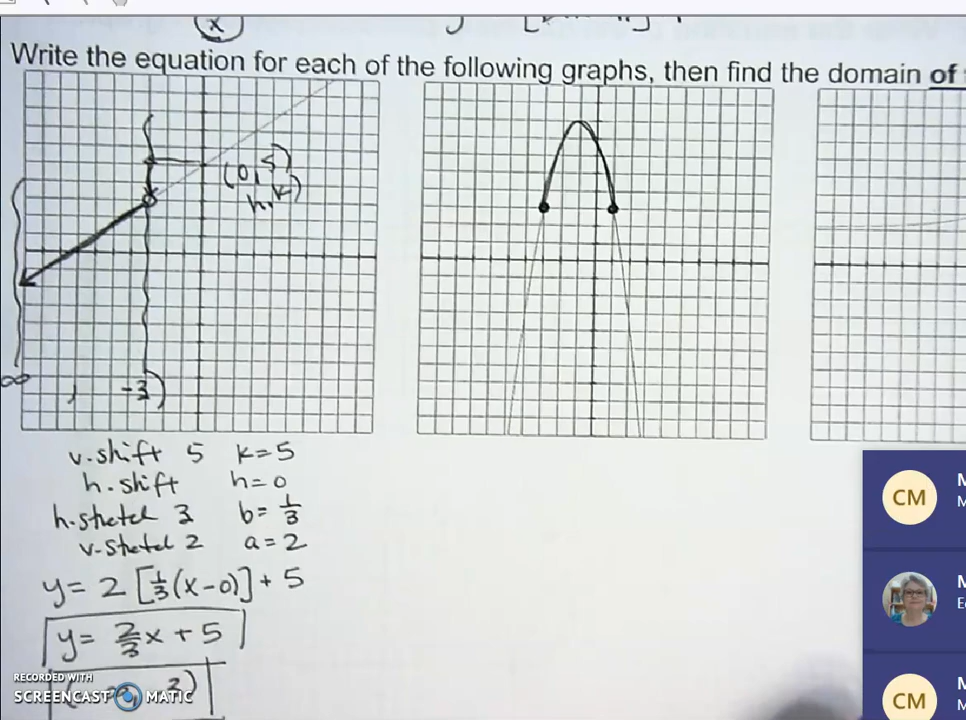 (x)
Write the equation for each of the following graphs, then find the domain of
(0,5)
h,k)
∞ , -3)
v.shift 5 k=5
h.shift h=0
h.stretch 3 b=1/3
v-stretch 2 a=2
y= 2 [1/3(x-0)]+ 5
y= 2/3x+5
RECORDED WITH
SCREENCAST MATIC
CM
M
M
M
E
CM
M
M